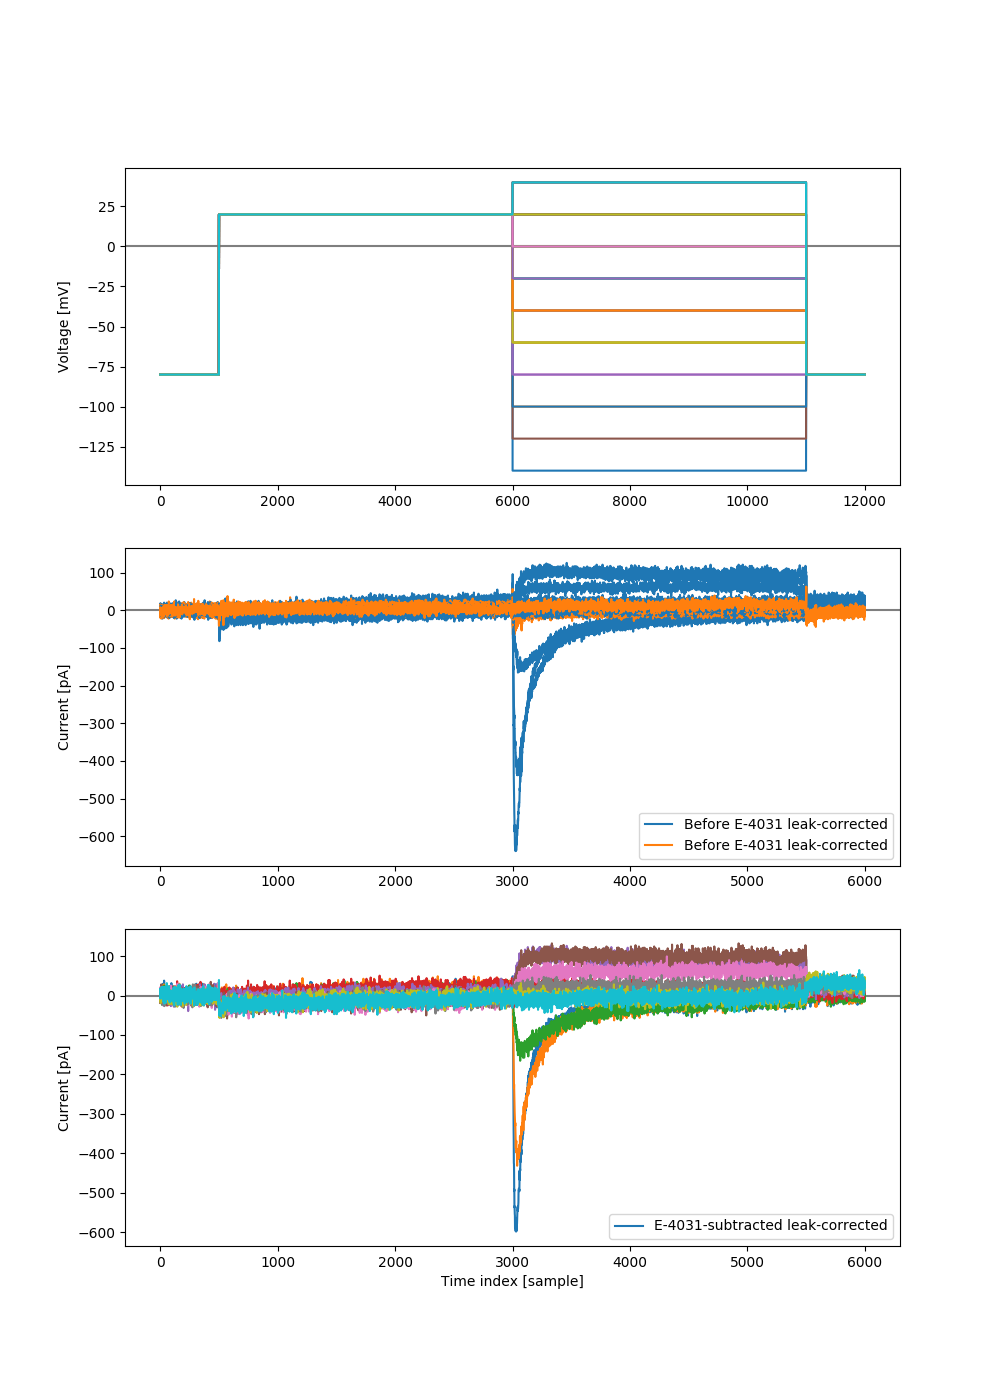 25
0
−25
−50
−75
−100
−125
Voltage [mV]
0 2000 4000 6000 8000 10000 12000
100
0
−100
−200
−300
−400
−500
−600
Current [pA]
Before E-4031 leak-corrected
Before E-4031 leak-corrected
0 1000 2000 3000 4000 5000 6000
100
0
−100
−200
−300
−400
−500
−600
Current [pA]
E-4031-subtracted leak-corrected
0 1000 2000 3000 4000 5000 6000
Time index [sample]